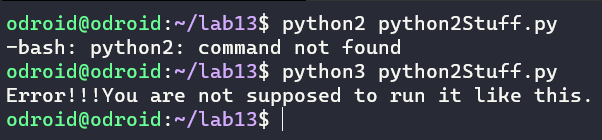 odroid@odroid:~/lab13$ python2 python2Stuff.py
-bash: python2: command not found
odroid@odroid:~/lab13$ python3 python2Stuff.py
Error!!!You are not supposed to run it like this.
odroid@odroid:~/lab13$